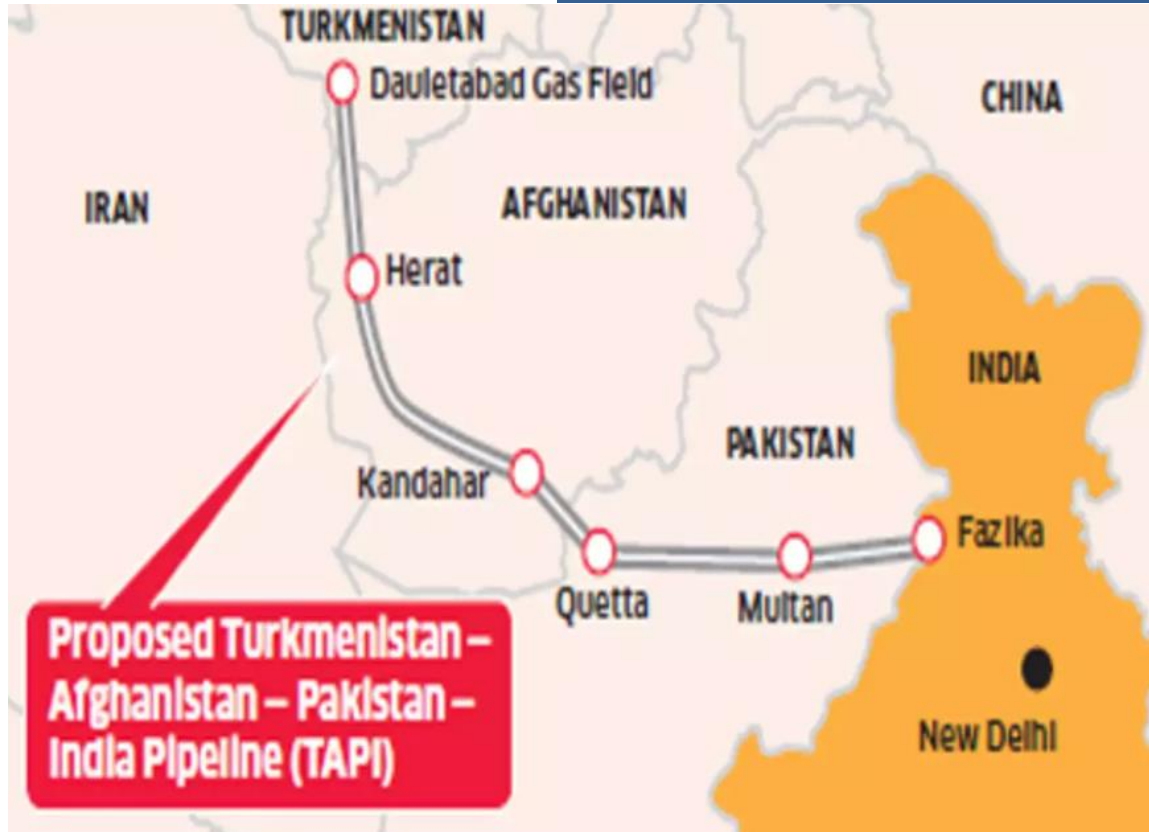 TURKMENISTAN
Dauletabad Gas Field
CHINA
IRAN
AFGHANISTAN
Herat
INDIA
PAKISTAN
Kandahar
Fazika
Quetta
Multan
Proposed Turkmenistan –
Afghanistan – Pakistan –
India Pipeline (TAPI)
New Delhi